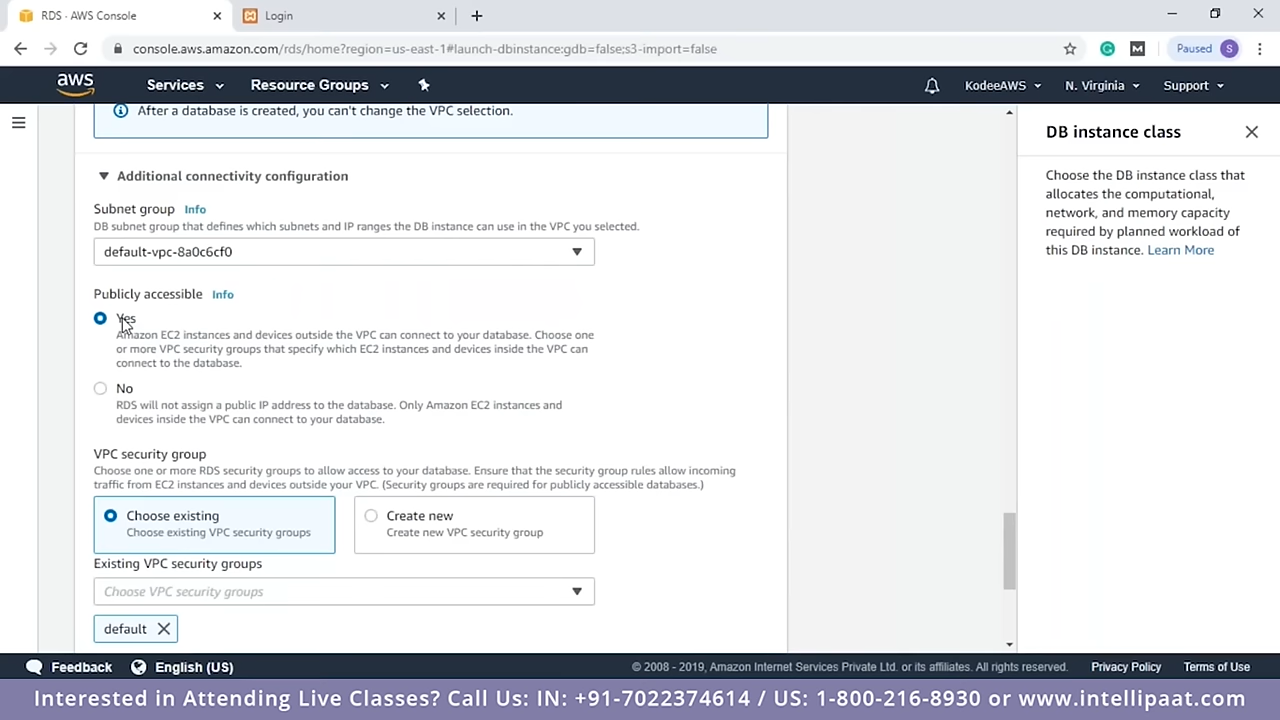 RDS · AWS Console
Login
console.aws.amazon.com/rds/home?region=us-east-1#launch-dbinstance:gdb=false;s3-import=false
Paused S
aws
Services
Resource Groups
KodeeAWS
N. Virginia
Support
After a database is created, you can't change the VPC selection.
Additional connectivity configuration
Subnet group Info
DB subnet group that defines which subnets and IP ranges the DB instance can use in the VPC you selected.
default-vpc-8a0c6cf0
Publicly accessible Info
Yes
Amazon EC2 instances and devices outside the VPC can connect to your database. Choose one
or more VPC security groups that specify which EC2 instances and devices inside the VPC can
connect to the database.
No
RDS will not assign a public IP address to the database. Only Amazon EC2 instances and
devices inside the VPC can connect to your database.
VPC security group
Choose one or more RDS security groups to allow access to your database. Ensure that the security group rules allow incoming
traffic from EC2 instances and devices outside your VPC. (Security groups are required for publicly accessible databases.)
Choose existing
Choose existing VPC security groups
Create new
Create new VPC security group
Existing VPC security groups
Choose VPC security groups
default
DB instance class
Choose the DB instance class that
allocates the computational,
network, and memory capacity
required by planned workload of
this DB instance. Learn More
Feedback
English (US)
© 2008 - 2019, Amazon Internet Services Private Ltd. or its affiliates. All rights reserved.
Privacy Policy
Terms of Use
Interested in Attending Live Classes? Call Us: IN: +91-7022374614 / US: 1-800-216-8930 or www.intellipaat.com